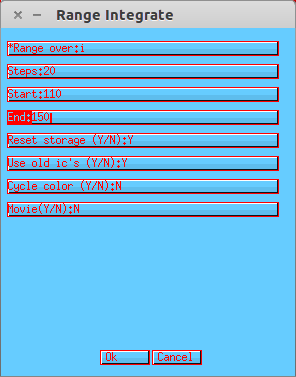 Range Integrate
*Range over:i
Steps:20
Start:110
End:150
Reset storage (Y/N):Y
Use old ic's (Y/N):Y
Cycle color (Y/N):N
Movie(Y/N):N
Ok Cancel